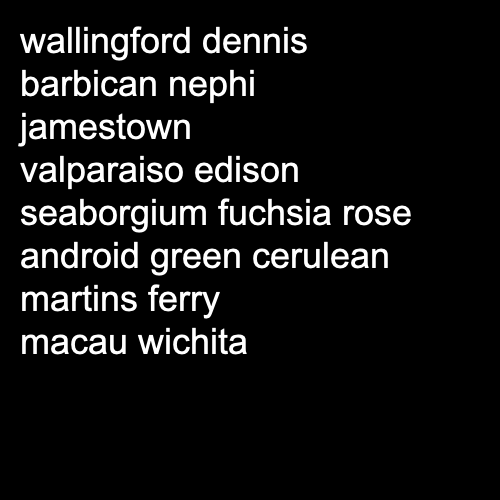 wallingford dennis
barbican nephi
jamestown
valparaiso edison
seaborgium fuchsia rose
android green cerulean
martins ferry
macau wichita